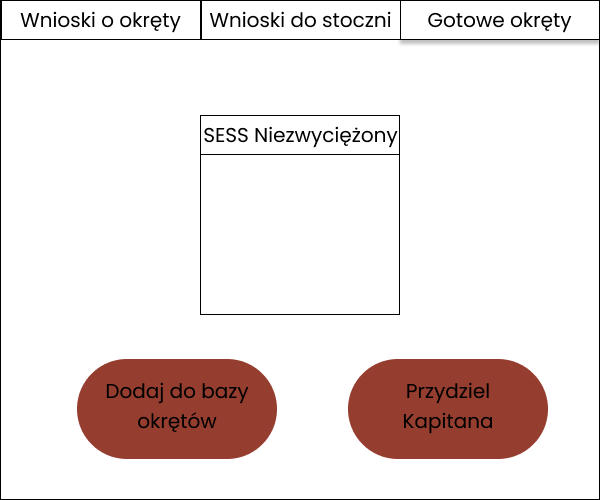 Wnioski o okręty
Wnioski do stoczni
Gotowe okręty
SESS Niezwyciężony
Dodaj do bazy
okrętów
Przydziel
Kapitana